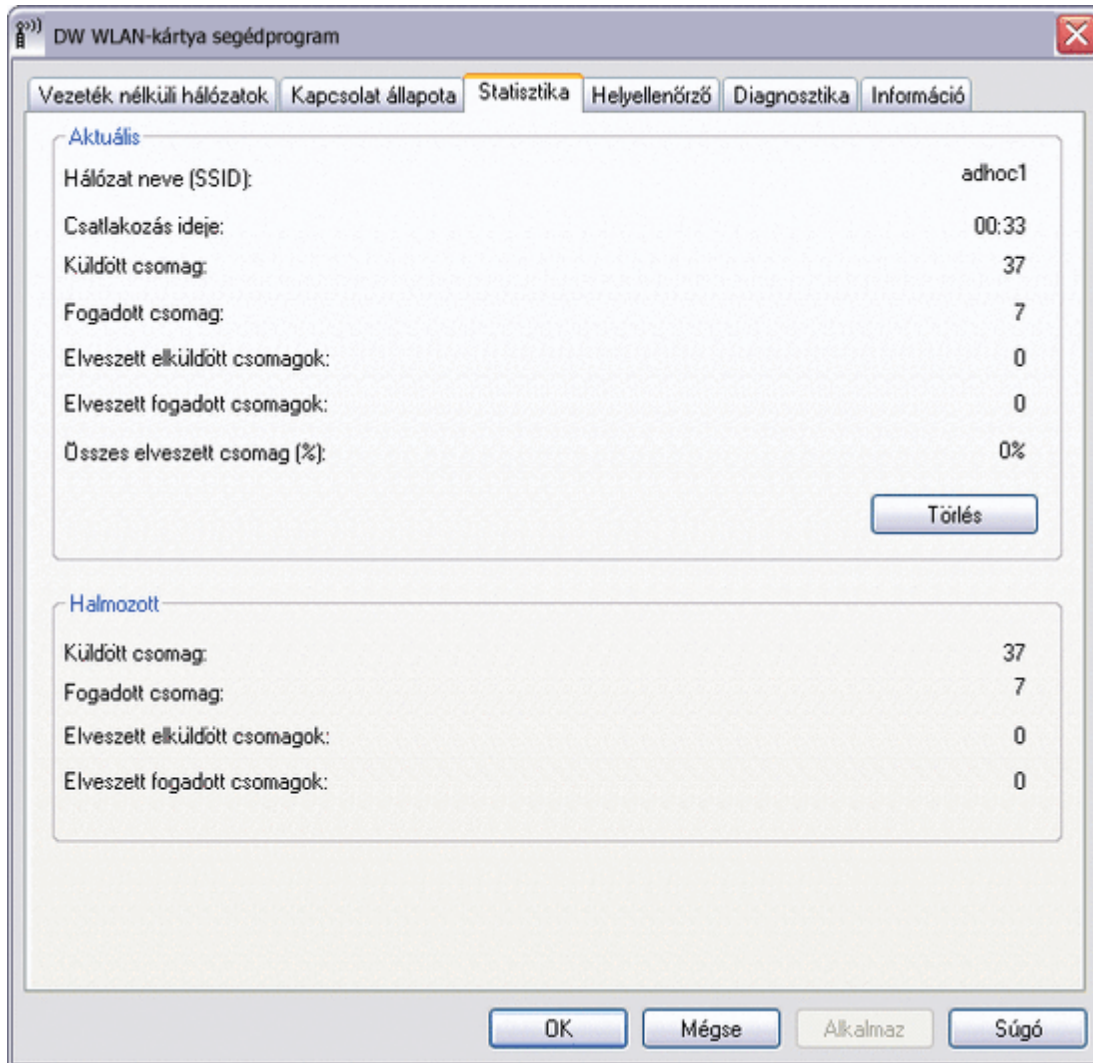 DW WLAN-kártya segédprogram
Vezeték nélküli hálózatok Kapcsolat állapota Statisztika Helyellenőrző Diagnosztika Információ
Aktuális
Hálózat neve (SSID): adhoc1
Csatlakozás ideje: 00:33
Küldött csomag: 37
Fogadott csomag: 7
Elveszett elküldött csomagok: 0
Elveszett fogadott csomagok: 0
Összes elveszett csomag (%): 0%
Törlés
Halmozott
Küldött csomag: 37
Fogadott csomag: 7
Elveszett elküldött csomagok: 0
Elveszett fogadott csomagok: 0
OK Mégse Alkalmaz Súgó